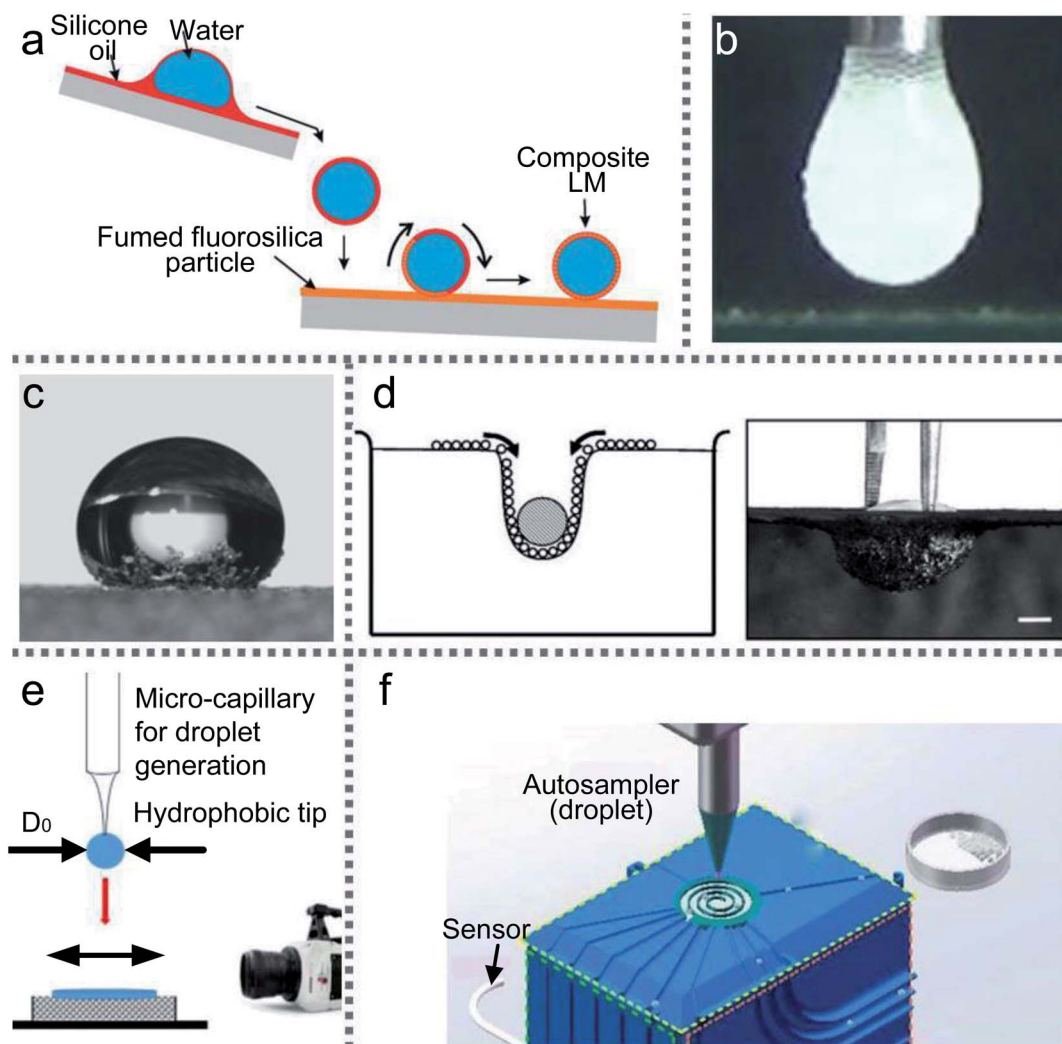 a
Silicone
oil
Water
Fumed fluorosilica
particle
Composite
LM
b
c
d
e
Micro-capillary
for droplet
generation
D₀
Hydrophobic tip
f
Autosampler
(droplet)
Sensor